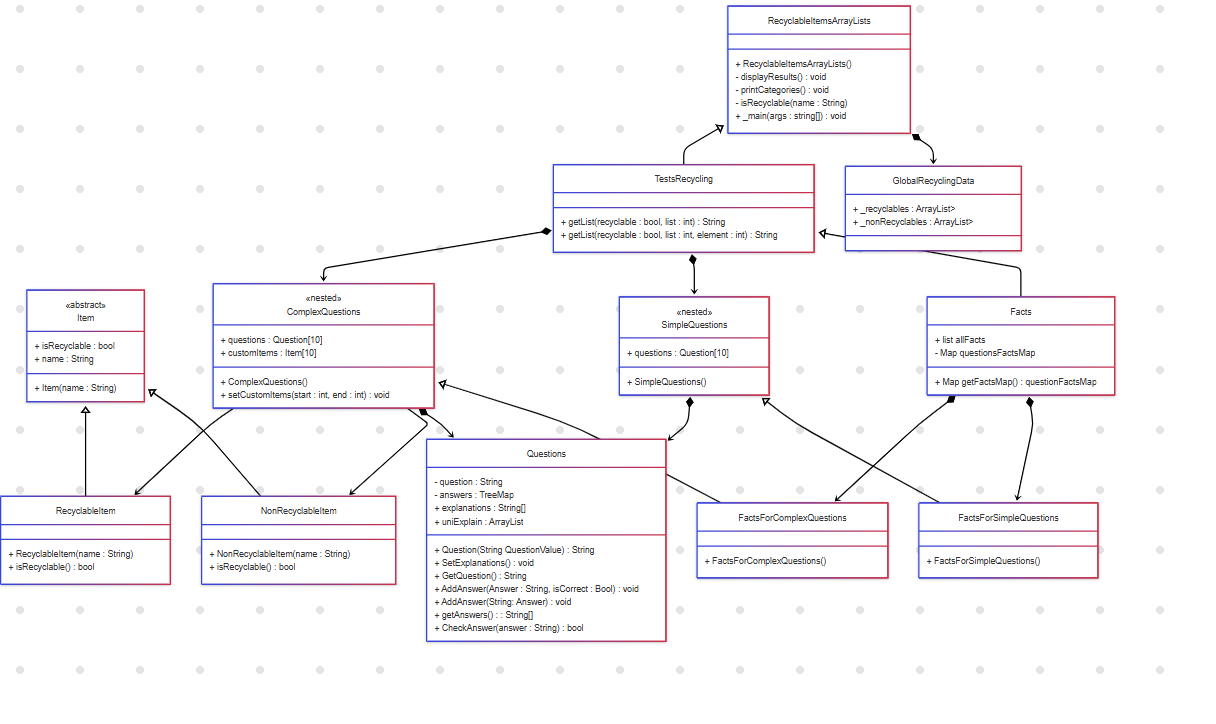 RecyclableItemsArrayLists
+ RecyclableItemsArrayLists()
- displayResults() : void
- printCategories() : void
- isRecyclable(name : String)
+ _main(args : string[]) : void
TestsRecycling
+ getList(recyclable : bool, list : int) : String
+ getList(recyclable : bool, list : int, element : int) : String
GlobalRecyclingData
+ _recyclables : ArrayList>
+ _nonRecyclables : ArrayList>
«abstract»
Item
+ isRecyclable : bool
+ name : String
+ Item(name : String)
«nested»
ComplexQuestions
+ questions : Question[10]
+ customItems : Item[10]
+ ComplexQuestions()
+ setCustomItems(start : int, end : int) : void
«nested»
SimpleQuestions
+ questions : Question[10]
+ SimpleQuestions()
Facts
+ list allFacts
- Map questionsFactsMap
+ Map getFactsMap() : questionFactsMap
RecyclableItem
+ RecyclableItem(name : String)
+ isRecyclable() : bool
NonRecyclableItem
+ NonRecyclableItem(name : String)
+ isRecyclable() : bool
Questions
- question : String
- answers : TreeMap
+ explanations : String[]
+ uniExplain : ArrayList
+ Question(String QuestionValue) : String
+ SetExplanations() : void
+ GetQuestion() : String
+ AddAnswer(Answer : String, isCorrect : Bool) : void
+ AddAnswer(String: Answer) : void
+ getAnswers() : : String[]
+ CheckAnswer(answer : String) : bool
FactsForComplexQuestions
+ FactsForComplexQuestions()
FactsForSimpleQuestions
+ FactsForSimpleQuestions()